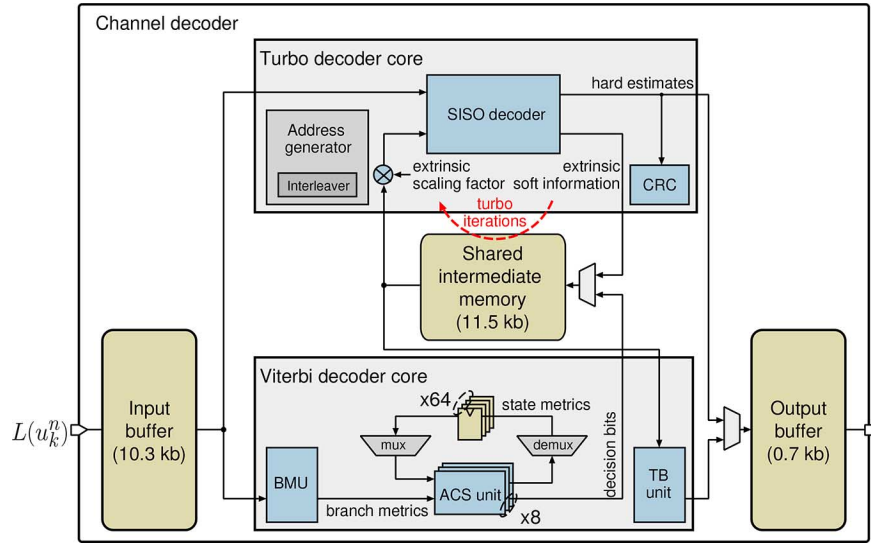 Channel decoder
Turbo decoder core
hard estimates
SISO decoder
Address
generator
Interleaver
extrinsic
scaling factor
extrinsic
soft information
CRC
turbo
iterations
Shared
intermediate
memory
(11.5 kb)
L(u_k^n)
Input
buffer
(10.3 kb)
Viterbi decoder core
x64
state metrics
mux
demux
BMU
ACS unit
branch metrics
x8
decision bits
TB
unit
Output
buffer
(0.7 kb)